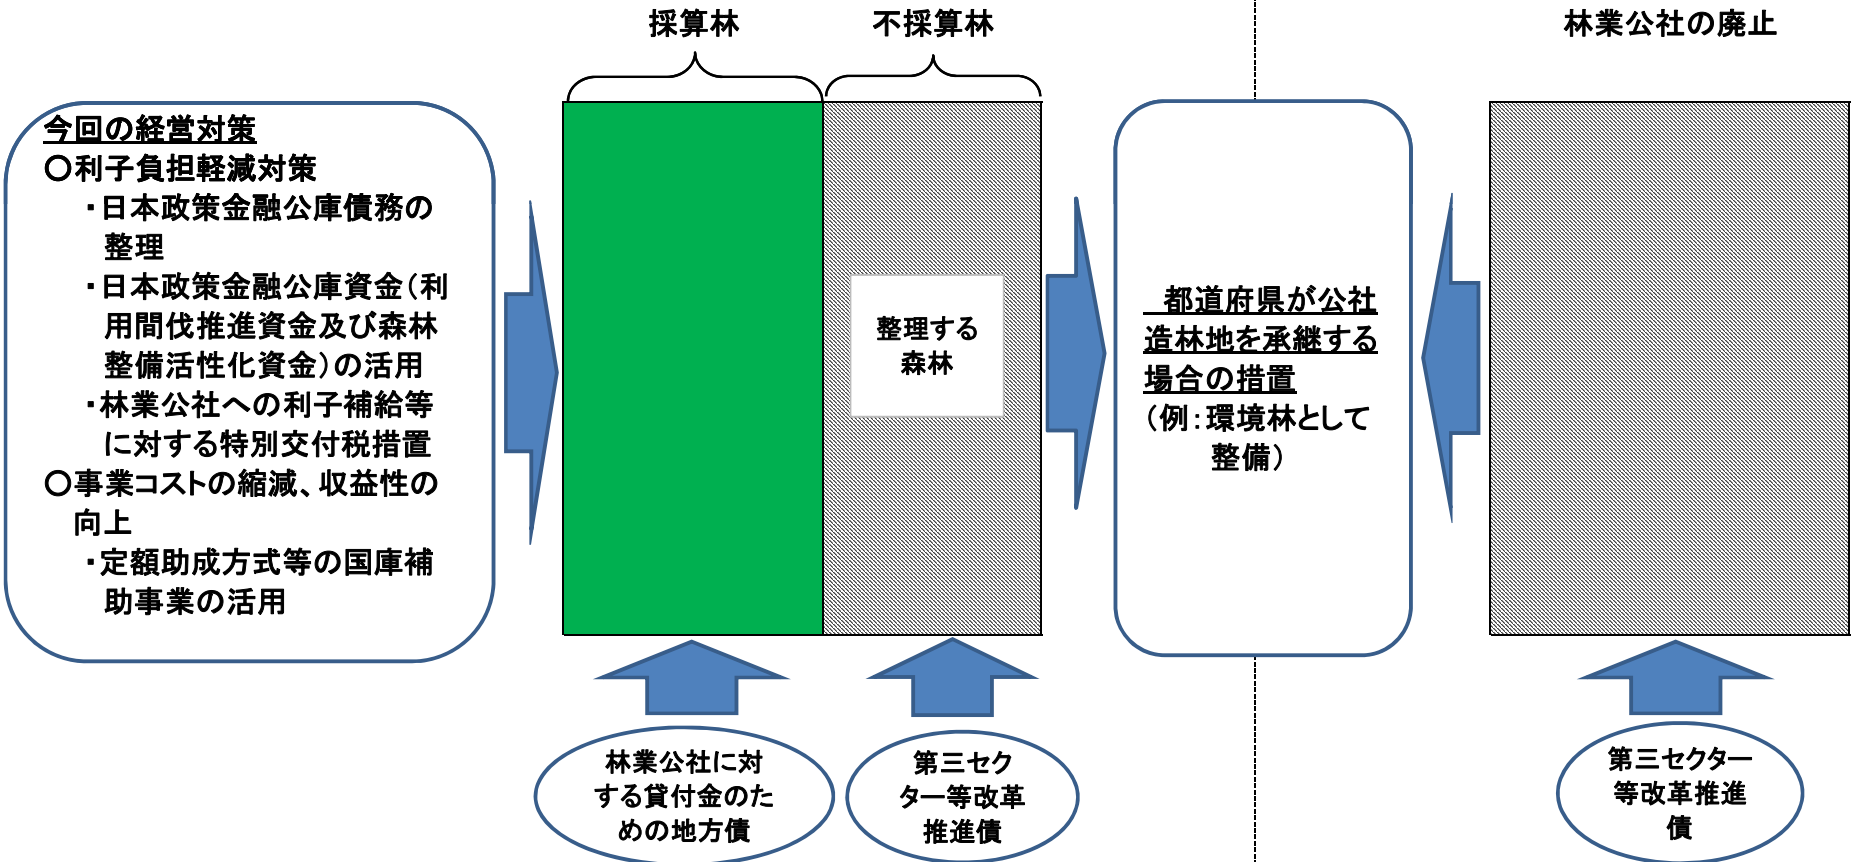 採算林
不採算林
林業公社の廃止
今回の経営対策
○利子負担軽減対策
・日本政策金融公庫債務の
整理
・日本政策金融公庫資金（利
用間伐推進資金及び森林
整備活性化資金）の活用
・林業公社への利子補給等
に対する特別交付税措置
○事業コストの縮減、収益性の
向上
・定額助成方式等の国庫補
助事業の活用
整理する
森林
都道府県が公社
造林地を承継する
場合の措置
（例：環境林として
整備）
林業公社に対
する貸付金のた
めの地方債
第三セク
ター等改革
推進債
第三セクター
等改革推進
債